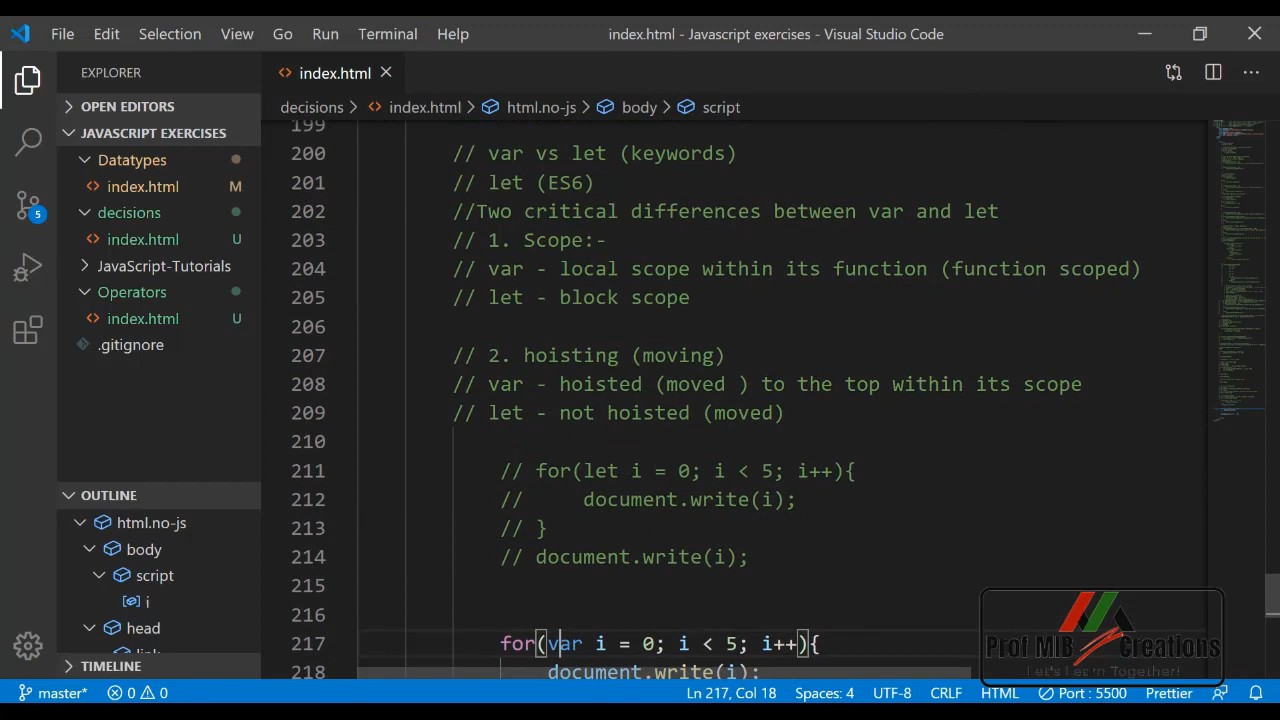 File Edit Selection View Go Run Terminal Help index.html - Javascript exercises - Visual Studio Code
EXPLORER
index.html
OPEN EDITORS
decisions > index.html > html.no-js > body > script
JAVASCRIPT EXERCISES
Datatypes
index.html M
decisions
index.html U
JavaScript-Tutorials
Operators
index.html U
.gitignore
5
OUTLINE
html.no-js
body
script
i
head
link
TIMELINE
199
200 // var vs let (keywords)
201 // let (ES6)
202 //Two critical differences between var and let
203 // 1. Scope:-
204 // var - local scope within its function (function scoped)
205 // let - block scope
206
207 // 2. hoisting (moving)
208 // var - hoisted (moved ) to the top within its scope
209 // let - not hoisted (moved)
210
211 // for(let i = 0; i < 5; i++){
212 // document.write(i);
213 // }
214 // document.write(i);
215
216
217 for(var i = 0; i < 5; i++){
218 document.write(i);
Prof MIB Creations
Let's Learn Together!
master* 0 0 Ln 217, Col 18 Spaces: 4 UTF-8 CRLF HTML Port : 5500 Prettier